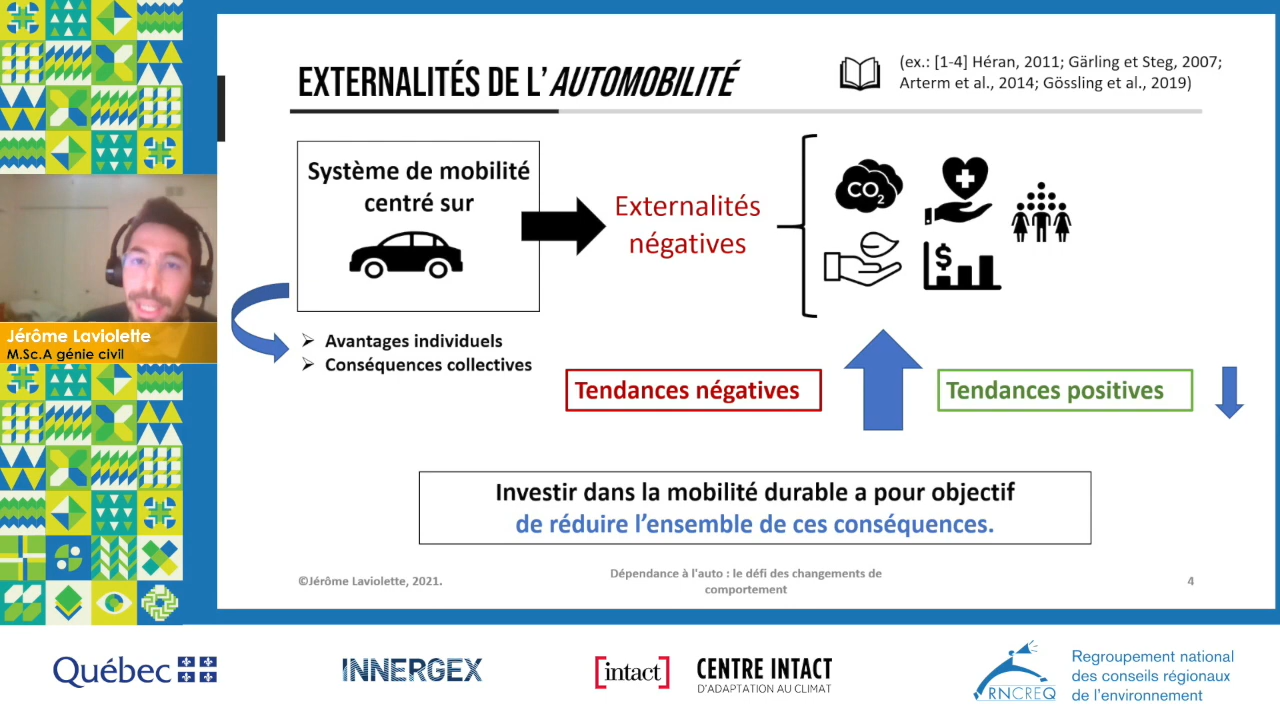 EXTERNALITÉS DE L' AUTOMOBILITÉ
(ex.: [1-4] Héran, 2011; Gärling et Steg, 2007;
Arterm et al., 2014; Gössling et al., 2019)
Système de mobilité
centré sur
Externalités
négatives
CO2
$
Avantages individuels
Conséquences collectives
Tendances négatives
Tendances positives
Investir dans la mobilité durable a pour objectif
de réduire l'ensemble de ces conséquences.
©Jérôme Laviolette, 2021.
Dépendance à l'auto : le défi des changements de
comportement
4
Jérôme Laviolette
M.Sc.A génie civil
Québec
INNERGEX
[intact]
CENTRE INTACT
D'ADAPTATION AU CLIMAT
RNCREQ
Regroupement national
des conseils régionaux
de l'environnement